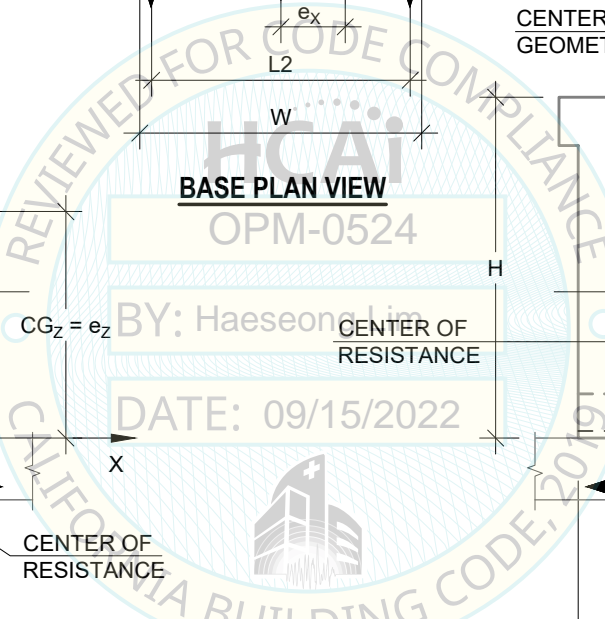 eX
CENTER
GEOMET
L2
W
REVIEWED FOR CODE COMPLIANCE
HCAi
BASE PLAN VIEW
OPM-0524
H
CGZ = eZ
BY: Haeseong Lim
CENTER OF
RESISTANCE
DATE: 09/15/2022
X
CENTER OF
RESISTANCE
CALIFORNIA BUILDING CODE, 2019